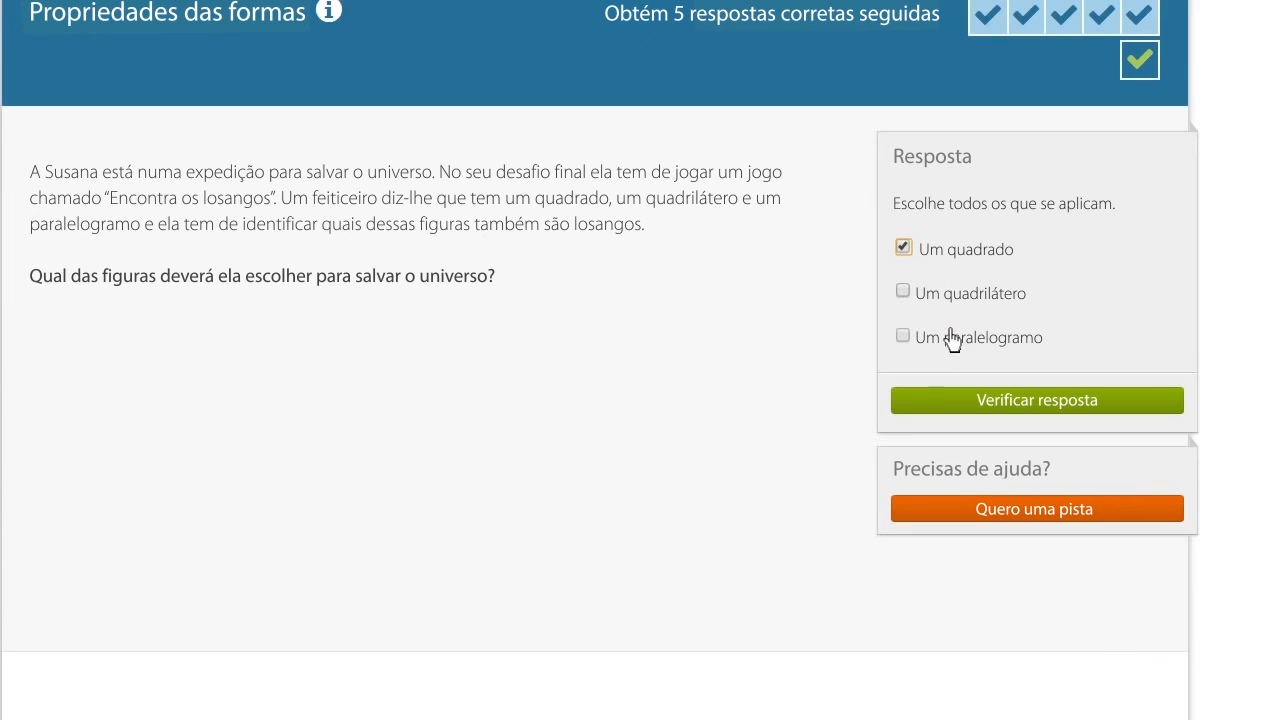 Propriedades das formas
Obtém 5 respostas corretas seguidas
A Susana está numa expedição para salvar o universo. No seu desafio final ela tem de jogar um jogo
chamado “Encontra os losangos”. Um feiticeiro diz-lhe que tem um quadrado, um quadrilátero e um
paralelogramo e ela tem de identificar quais dessas figuras também são losangos.
Qual das figuras deverá ela escolher para salvar o universo?
Resposta
Escolhe todos os que se aplicam.
Um quadrado
Um quadrilátero
Um paralelogramo
Verificar resposta
Precisas de ajuda?
Quero uma pista